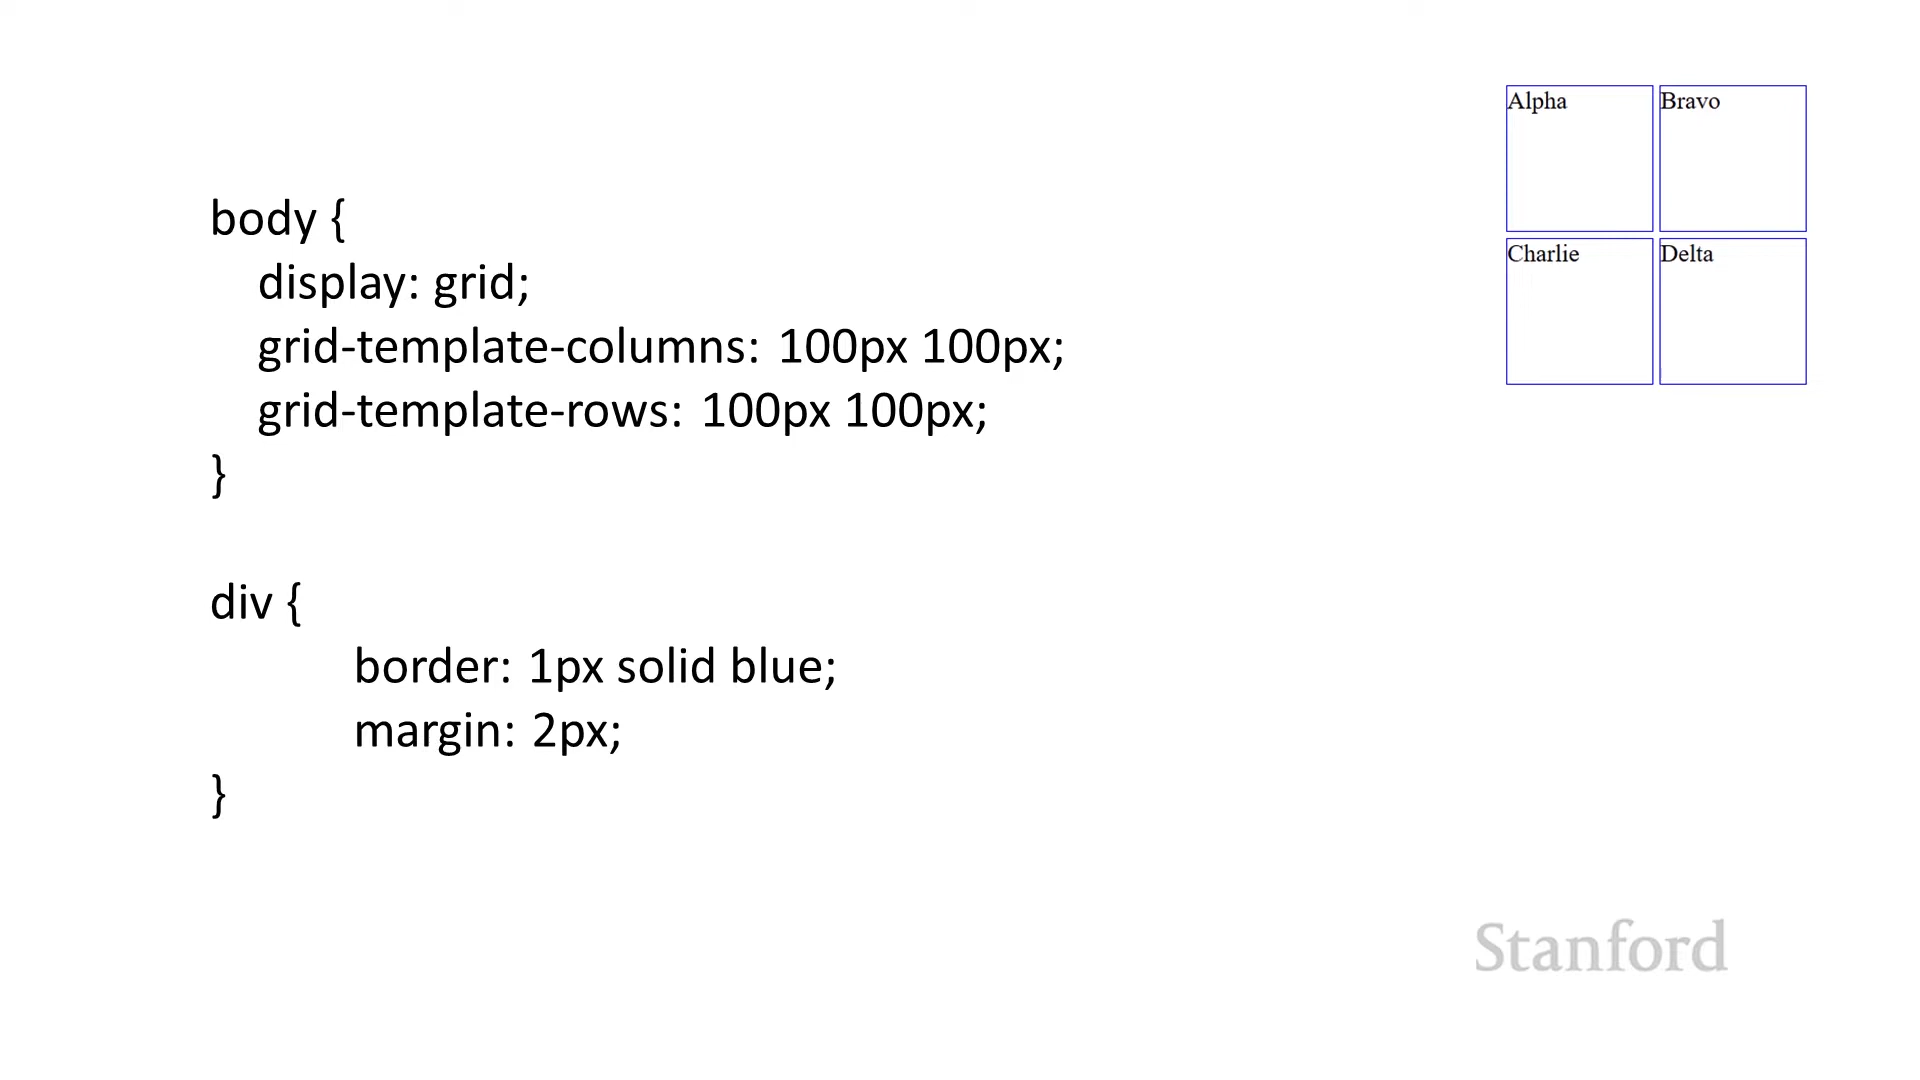 body {
display: grid;
grid-template-columns: 100px 100px;
grid-template-rows: 100px 100px;
}
div {
border: 1px solid blue;
margin: 2px;
}
Alpha Bravo
Charlie Delta
Stanford